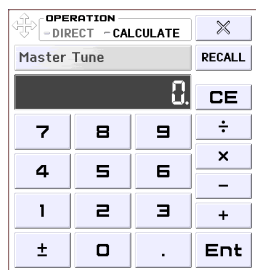 OPERATION
DIRECT CALCULATE
Master Tune RECALL
0. CE
7 8 9 ÷
4 5 6 ×
−
1 2 3 +
± 0 . Ent